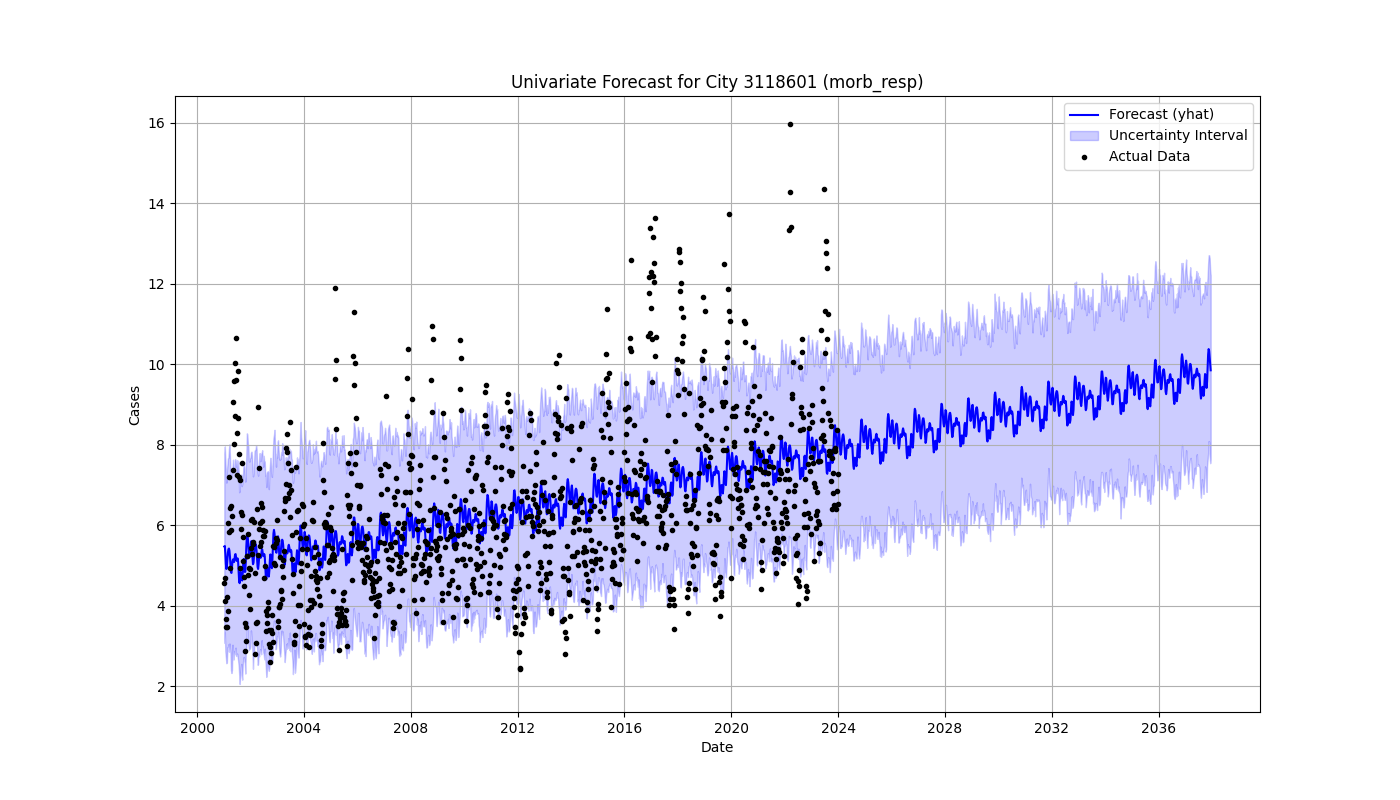 Univariate Forecast for City 3118601 (morb_resp)
Forecast (yhat)
Uncertainty Interval
Actual Data
Cases
16
14
12
10
8
6
4
2
2000 2004 2008 2012 2016 2020 2024 2028 2032 2036
Date